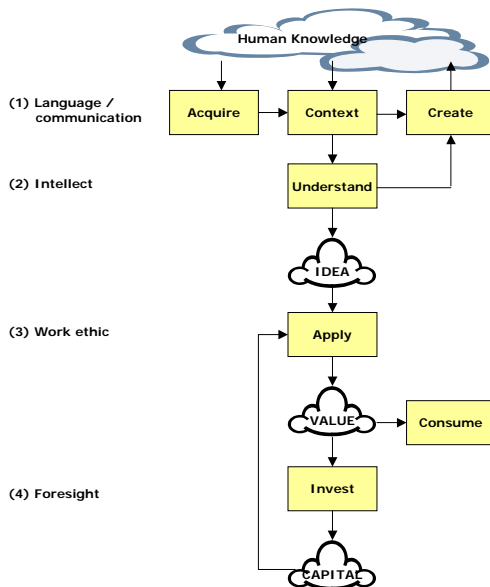 Human Knowledge
(1) Language /
communication
Acquire
Context
Create
(2) Intellect
Understand
IDEA
(3) Work ethic
Apply
VALUE
Consume
(4) Foresight
Invest
CAPITAL